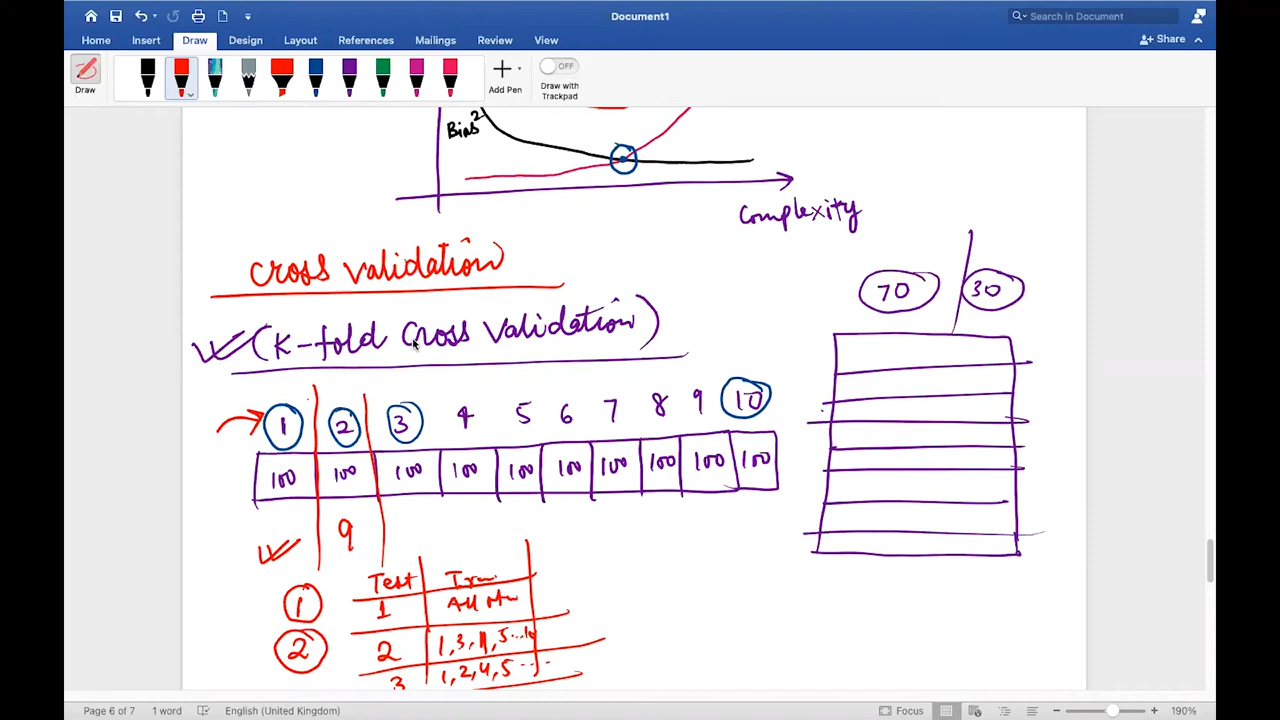 Document1
Search in Document
Home Insert Draw Design Layout References Mailings Review View
Share
Draw
Add Pen
OFF
Draw with
Trackpad
Bias²
Complexity
Cross validation
(K-fold Cross Validation)
70 30
1 2 3 4 5 6 7 8 9 10
100 100 100 100 100 100 100 100 100 100
9
Test
1 1 All
2 2 1,3,4,5...10
3 1,2,4,5...
Page 6 of 7 1 word English (United Kingdom) Focus 190%